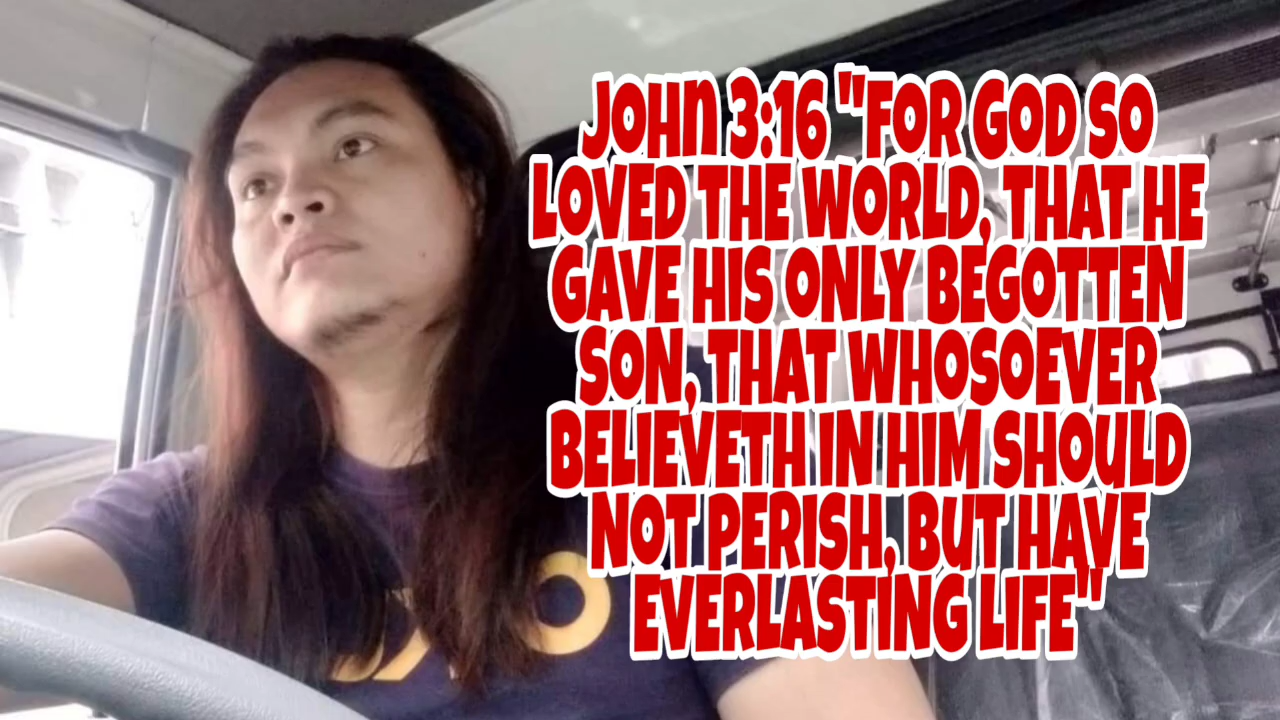 John 3:16 "FOR GOD SO
LOVED THE WORLD, THAT HE
GAVE HIS ONLY BEGOTTEN
SON, THAT WHOSOEVER
BELIEVETH IN HIM SHOULD
NOT PERISH, BUT HAVE
EVERLASTING LIFE"